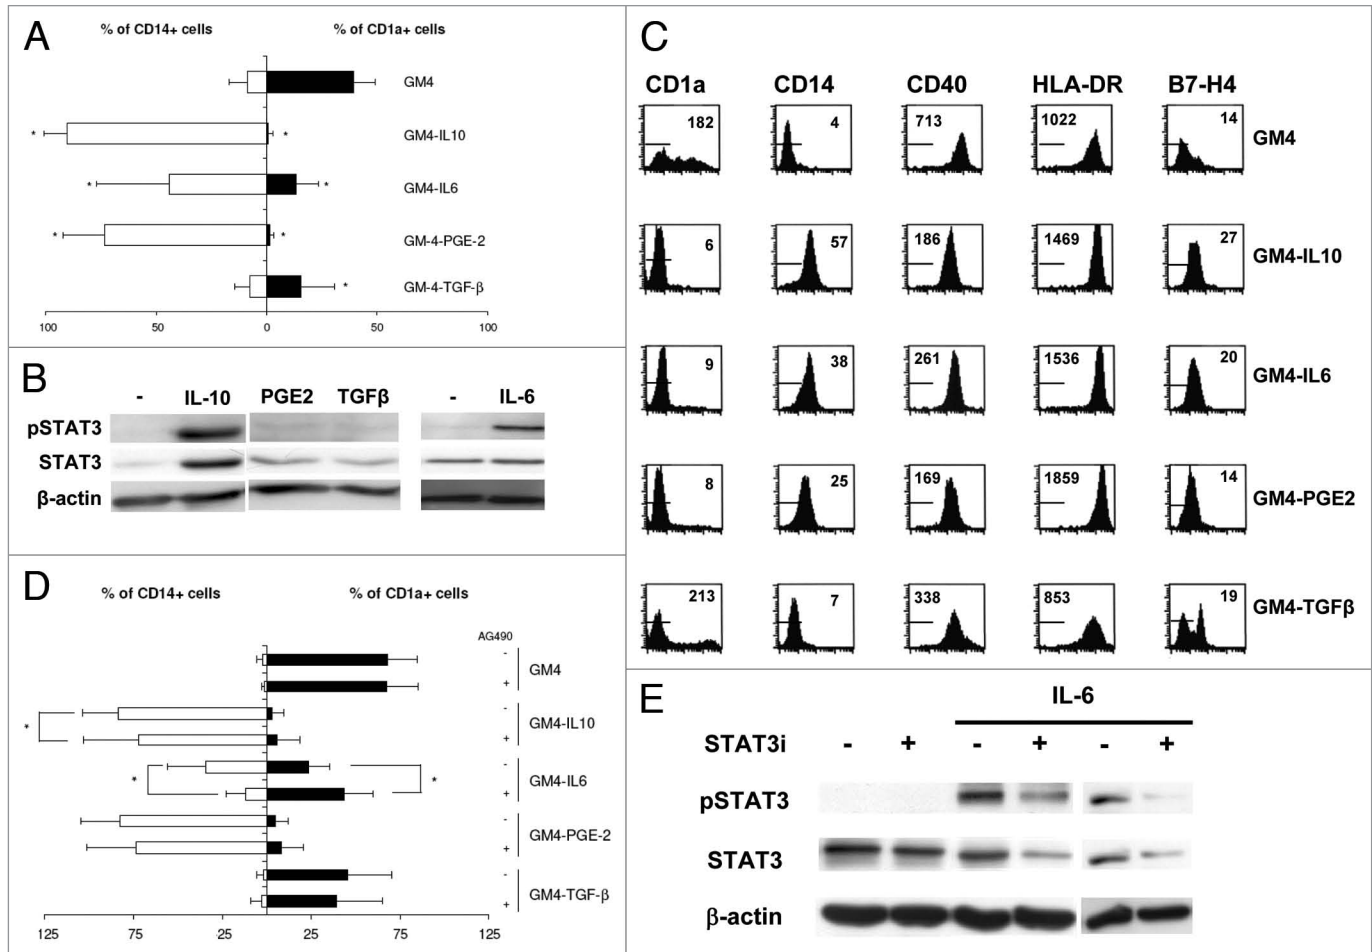 A
% of CD14+ cells % of CD1a+ cells
GM4
* * GM4-IL10
* * GM4-IL6
* * GM-4-PGE-2
* GM-4-TGF-β
100 50 0 50 100
B
- IL-10 PGE2 TGFβ - IL-6
pSTAT3
STAT3
β-actin
C
CD1a CD14 CD40 HLA-DR B7-H4
182 4 713 1022 14 GM4
6 57 186 1469 27 GM4-IL10
9 38 261 1536 20 GM4-IL6
8 25 169 1859 14 GM4-PGE2
213 7 338 853 19 GM4-TGFβ
D
% of CD14+ cells % of CD1a+ cells
AG490
-
GM4
+
-
* GM4-IL10
+
-
* * GM4-IL6
+
-
GM4-PGE-2
+
-
GM4-TGF-β
+
125 75 25 25 75 125
E
IL-6
STAT3i - + - + - +
pSTAT3
STAT3
β-actin